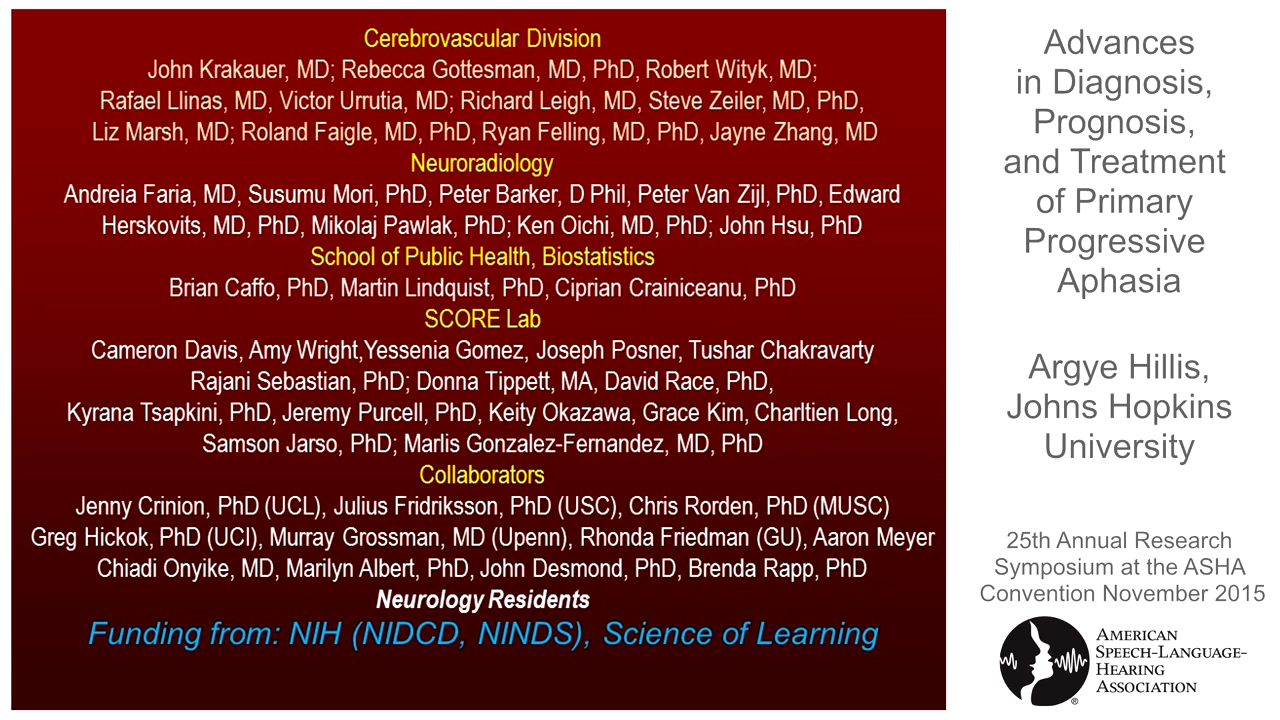 Cerebrovascular Division
John Krakauer, MD; Rebecca Gottesman, MD, PhD, Robert Wityk, MD;
Rafael Llinas, MD, Victor Urrutia, MD; Richard Leigh, MD, Steve Zeiler, MD, PhD,
Liz Marsh, MD; Roland Faigle, MD, PhD, Ryan Felling, MD, PhD, Jayne Zhang, MD
Neuroradiology
Andreia Faria, MD, Susumu Mori, PhD, Peter Barker, D Phil, Peter Van Zijl, PhD, Edward
Herskovits, MD, PhD, Mikolaj Pawlak, PhD; Ken Oichi, MD, PhD; John Hsu, PhD
School of Public Health, Biostatistics
Brian Caffo, PhD, Martin Lindquist, PhD, Ciprian Crainiceanu, PhD
SCORE Lab
Cameron Davis, Amy Wright,Yessenia Gomez, Joseph Posner, Tushar Chakravarty
Rajani Sebastian, PhD; Donna Tippett, MA, David Race, PhD,
Kyrana Tsapkini, PhD, Jeremy Purcell, PhD, Keity Okazawa, Grace Kim, Charltien Long,
Samson Jarso, PhD; Marlis Gonzalez-Fernandez, MD, PhD
Collaborators
Jenny Crinion, PhD (UCL), Julius Fridriksson, PhD (USC), Chris Rorden, PhD (MUSC)
Greg Hickok, PhD (UCI), Murray Grossman, MD (Upenn), Rhonda Friedman (GU), Aaron Meyer
Chiadi Onyike, MD, Marilyn Albert, PhD, John Desmond, PhD, Brenda Rapp, PhD
Neurology Residents
Funding from: NIH (NIDCD, NINDS), Science of Learning
Advances
in Diagnosis,
Prognosis,
and Treatment
of Primary
Progressive
Aphasia
Argye Hillis,
Johns Hopkins
University
25th Annual Research
Symposium at the ASHA
Convention November 2015
AMERICAN
SPEECH-LANGUAGE-
HEARING
ASSOCIATION
®